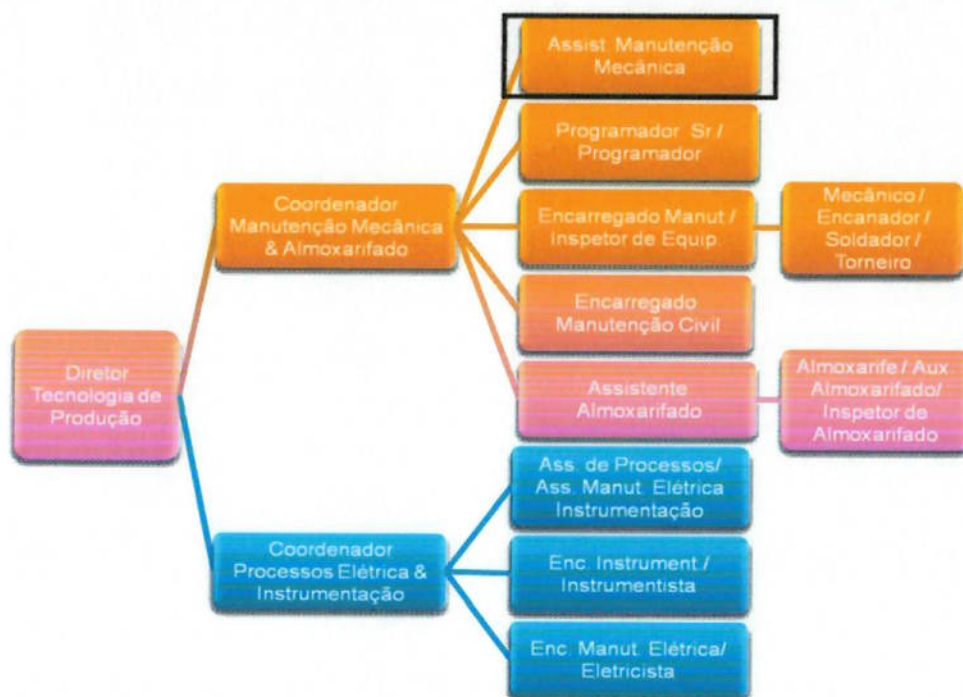 Assist. Manutenção
Mecânica
Programador Sr /
Programador
Coordenador
Manutenção Mecânica
& Almoxarifado
Encarregado Manut /
Inspetor de Equip.
Mecânico /
Encanador /
Soldador /
Torneiro
Encarregado
Manutenção Civil
Diretor
Tecnologia de
Produção
Assistente
Almoxarifado
Almoxarife / Aux
Almoxarifado/
Inspetor de
Almoxarifado
Ass. de Processos/
Ass. Manut. Elétrica
Instrumentação
Coordenador
Processos Elétrica &
Instrumentação
Enc. Instrument /
Instrumentista
Enc. Manut. Elétrica/
Eletricista